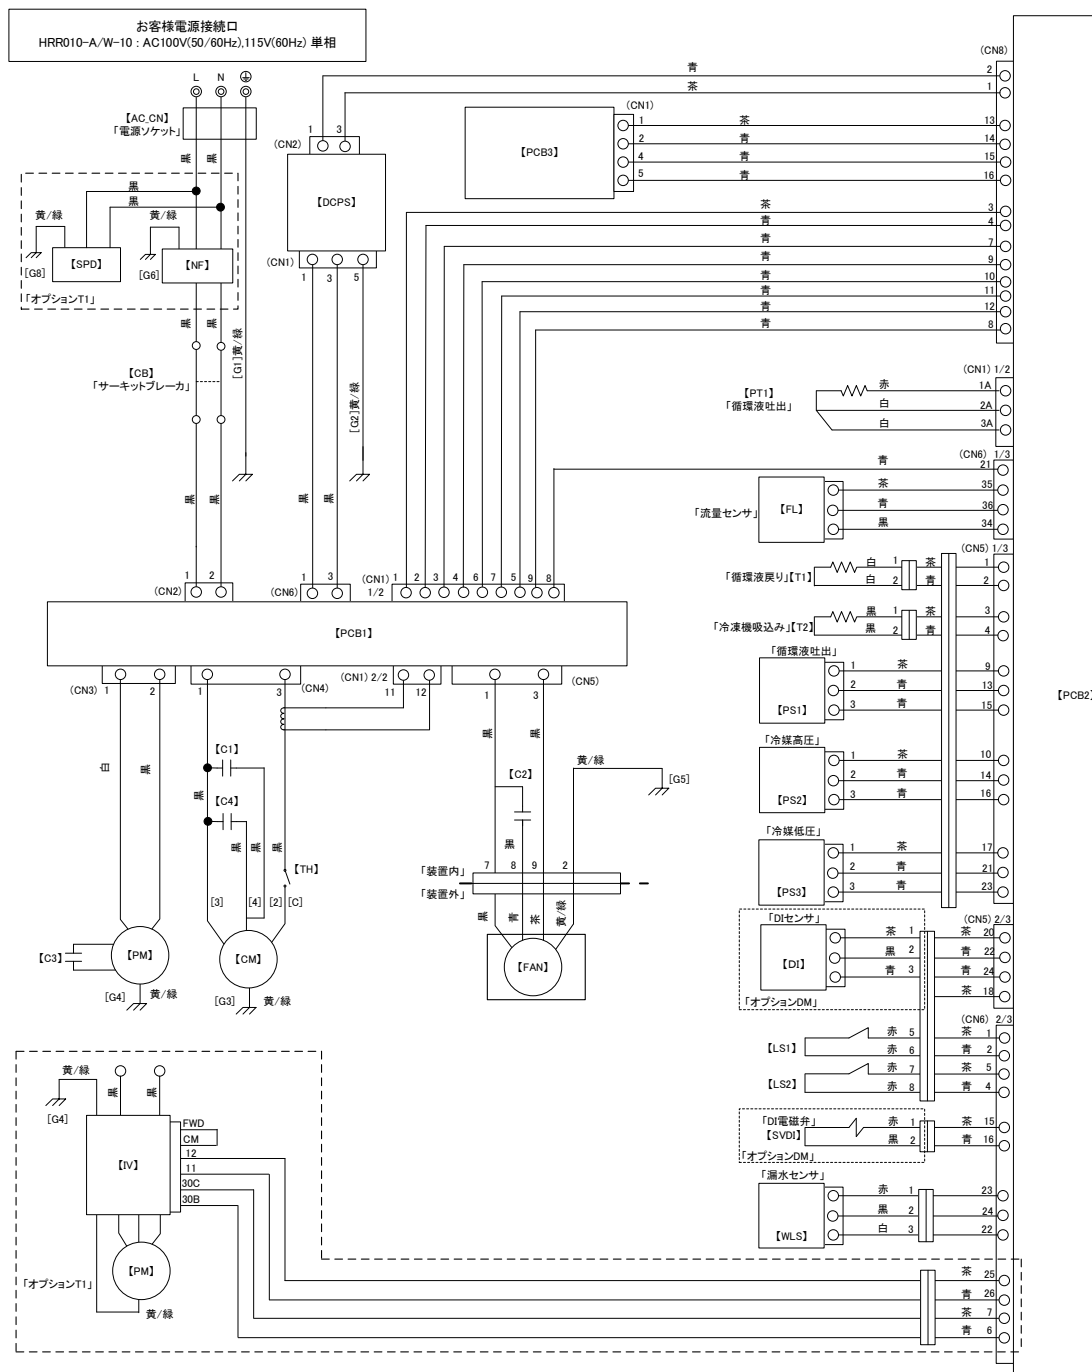 お客様電源接続口
HRR010-A/W-10 : AC100V(50/60Hz),115V(60Hz) 単相
L N
【AC_CN】
「電源ソケット」
黒 黒
黒
黒
黄/緑 黄/緑
【SPD】 【NF】
[G8] [G6]
「オプションT1」
黒 黒
[G1]黄/緑
【CB】
「サーキットブレーカ」
黒 黒
(CN2) 1 3
【DCPS】
(CN1) 1 3 5
[G2]黄/緑
黒 黒
(CN8)
青 2
茶 1
(CN1)
【PCB3】
1 茶 13
2 青 14
4 青 15
5 青 16
茶 3
青 4
青 7
青 9
青 10
青 11
青 12
青 8
(CN1) 1/2
【PT1】
「循環液吐出」
赤 1A
白 2A
白 3A
(CN6) 1/3
青 21
「流量センサ」 【FL】
茶 35
青 36
黒 34
(CN5) 1/3
「循環液戻り」【T1】
白 1 茶 1
白 2 青 2
「冷凍機吸込み」【T2】
黒 1 茶 3
黒 2 青 4
「循環液吐出」
【PS1】
1 茶 9
2 青 13
3 青 15
「冷媒高圧」
【PS2】
1 茶 10
2 青 14
3 青 16
「冷媒低圧」
【PS3】
1 茶 17
2 青 21
3 青 23
【PCB2】
(CN2) 1 2
(CN6) 1 3
(CN1) 1/2
1 2 3 4 6 7 5 9 8
【PCB1】
(CN3) 1 2
1 3 (CN4)
(CN1) 2/2 11 12
1 3 (CN5)
白 黒
【C1】
【C4】
黒 黒 黒 黒
【TH】
[3] [4] [2] [C]
【C3】 【PM】 【CM】
[G4] 黄/緑
[G3] 黄/緑
黒 黒
【C2】
黄/緑
[G5]
黒
7 8 9 2
「装置内」
「装置外」
黒 青 茶 黄/緑
【FAN】
(CN5) 2/3
「DIセンサ」
【DI】
茶 1 茶 20
黒 2 青 22
青 3 青 24
茶 18
「オプションDM」
(CN6) 2/3
【LS1】
赤 5 茶 1
赤 6 青 2
【LS2】
赤 7 茶 5
赤 8 青 4
「DI電磁弁」
【SVDI】
赤 1 茶 15
黒 2 青 16
「オプションDM」
「漏水センサ」
【WLS】
赤 1 23
黒 2 24
白 3 22
黄/緑
黒 黒
[G4]
【IV】
FWD
CM
12
11
30C
30B
【PM】
「オプションT1」
黄/緑
茶 25
青 26
茶 7
青 6